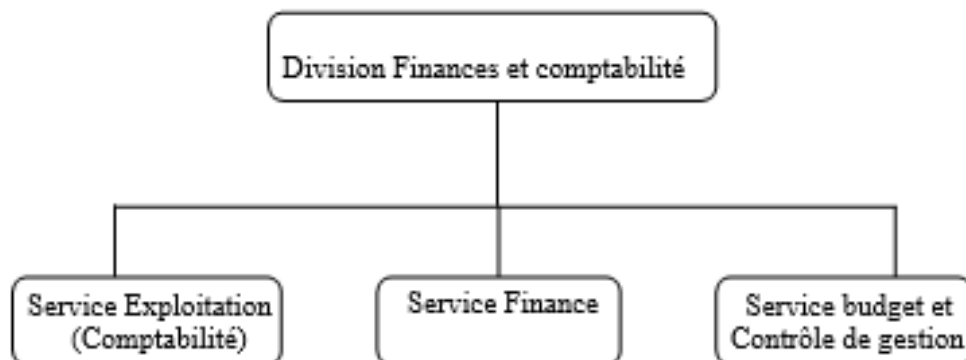 Division Finances et comptabilité
Service Exploitation
(Comptabilité)
Service Finance
Service budget et
Contrôle de gestion